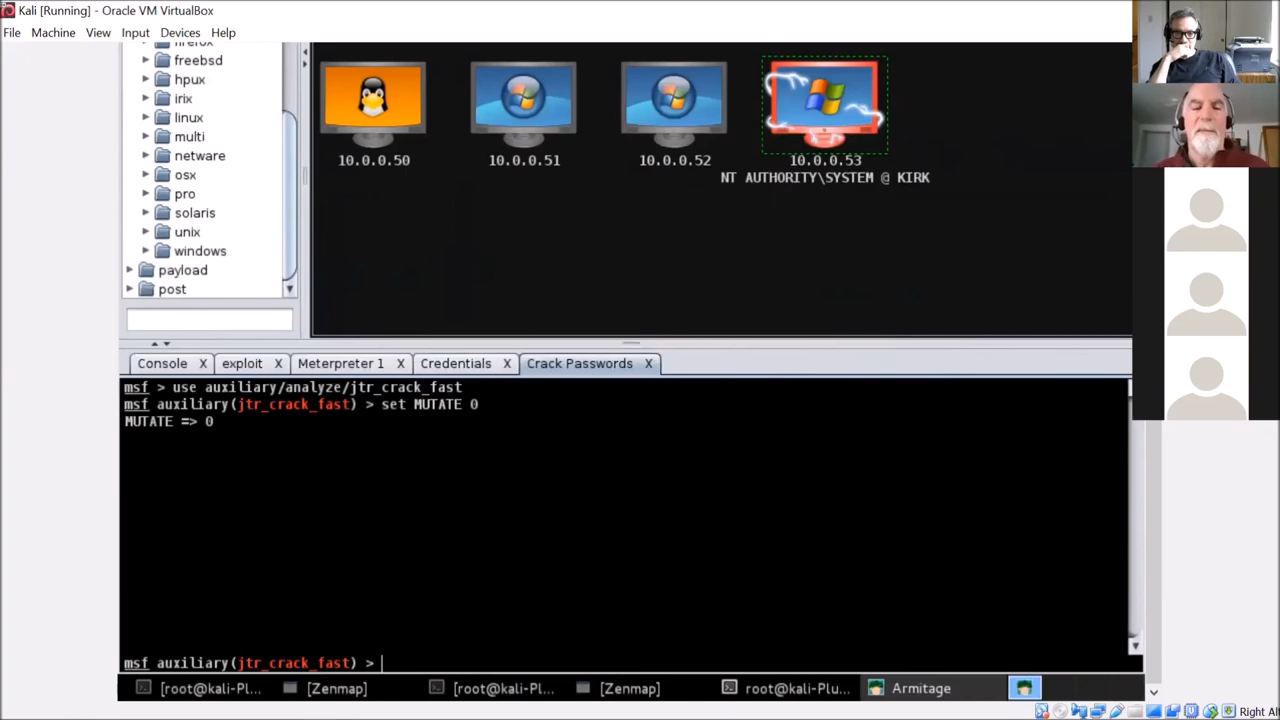 Kali [Running] - Oracle VM VirtualBox
File Machine View Input Devices Help
firefox
freebsd
hpux
irix
linux
multi
netware
osx
pro
solaris
unix
windows
payload
post
10.0.0.50
10.0.0.51
10.0.0.52
10.0.0.53
NT AUTHORITY\SYSTEM @ KIRK
Console X exploit X Meterpreter 1 X Credentials X Crack Passwords X
msf > use auxiliary/analyze/jtr_crack_fast
msf auxiliary(jtr_crack_fast) > set MUTATE 0
MUTATE => 0
msf auxiliary(jtr_crack_fast) >
[root@kali-Pl... [Zenmap] [root@kali-Pl... [Zenmap] root@kali-Plu... Armitage
Right Al